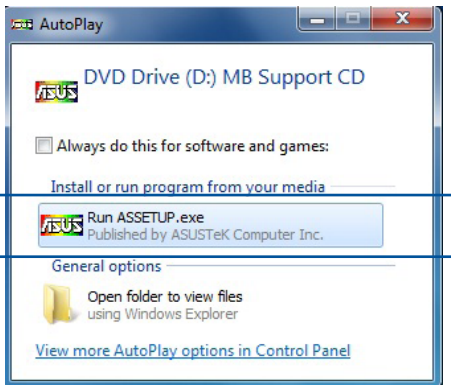 AutoPlay
DVD Drive (D:) MB Support CD
ASUS
Always do this for software and games:
Install or run program from your media
ASUS
Run ASSETUP.exe
Published by ASUSTeK Computer Inc.
General options
Open folder to view files
using Windows Explorer
View more AutoPlay options in Control Panel